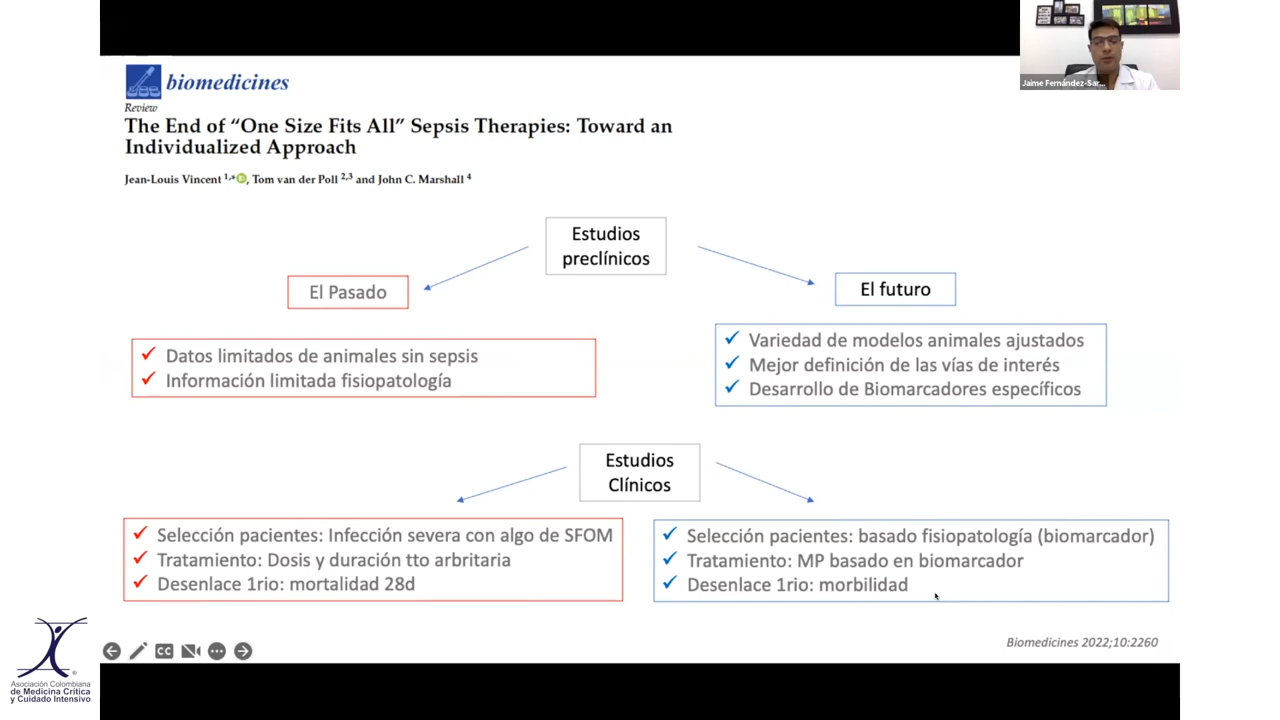 Jaime Fernández-Sar...
biomedicines
Review
The End of “One Size Fits All” Sepsis Therapies: Toward an
Individualized Approach
Jean-Louis Vincent 1,*, Tom van der Poll 2,3 and John C. Marshall 4
Estudios
preclínicos
El Pasado
El futuro
Datos limitados de animales sin sepsis
Información limitada fisiopatología
Variedad de modelos animales ajustados
Mejor definición de las vías de interés
Desarrollo de Biomarcadores específicos
Estudios
Clínicos
Selección pacientes: Infección severa con algo de SFOM
Tratamiento: Dosis y duración tto arbritaria
Desenlace 1rio: mortalidad 28d
Selección pacientes: basado fisiopatología (biomarcador)
Tratamiento: MP basado en biomarcador
Desenlace 1rio: morbilidad
Biomedicines 2022;10:2260
CC
Asociación Colombiana
de Medicina Crítica
y Cuidado Intensivo